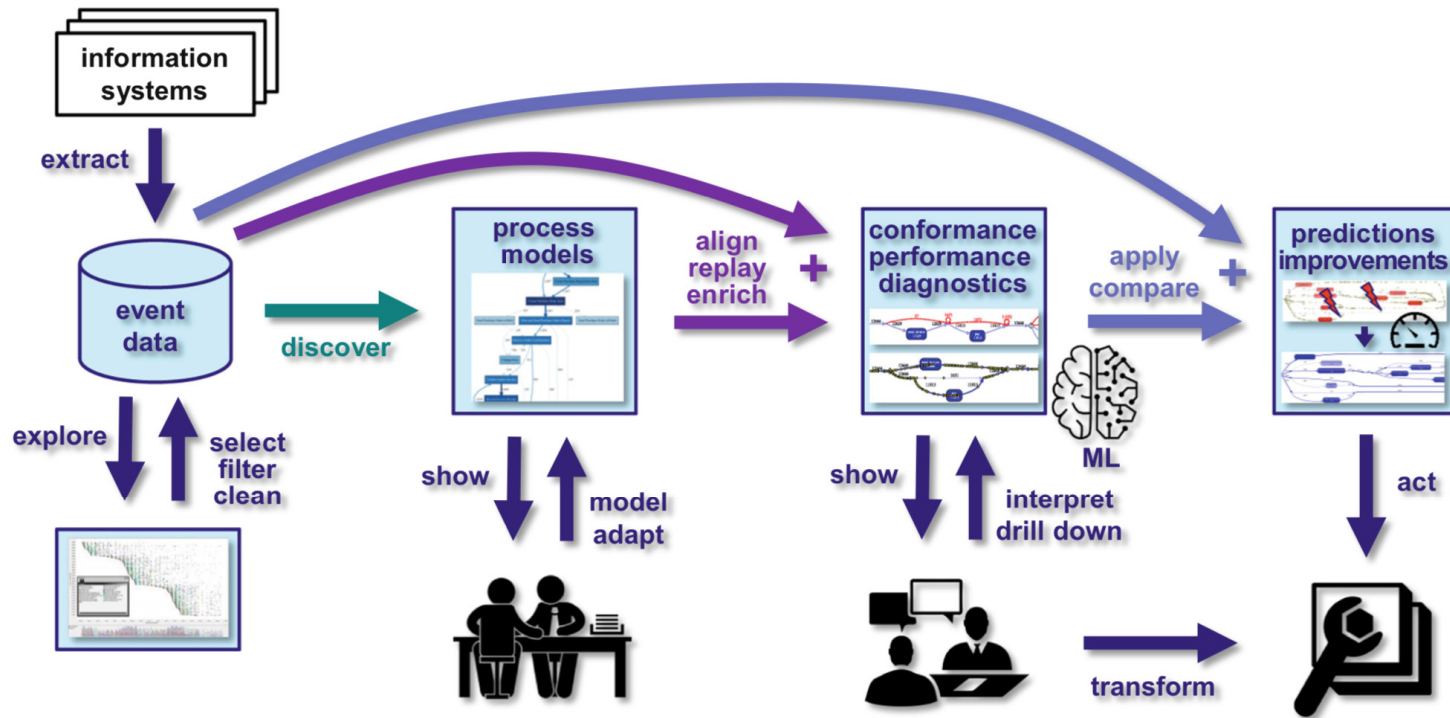 information
systems
extract
event
data
discover
explore
select
filter
clean
process
models
show
model
adapt
align
replay
enrich
+
conformance
performance
diagnostics
ML
show
interpret
drill down
transform
apply
compare
+
predictions
improvements
act